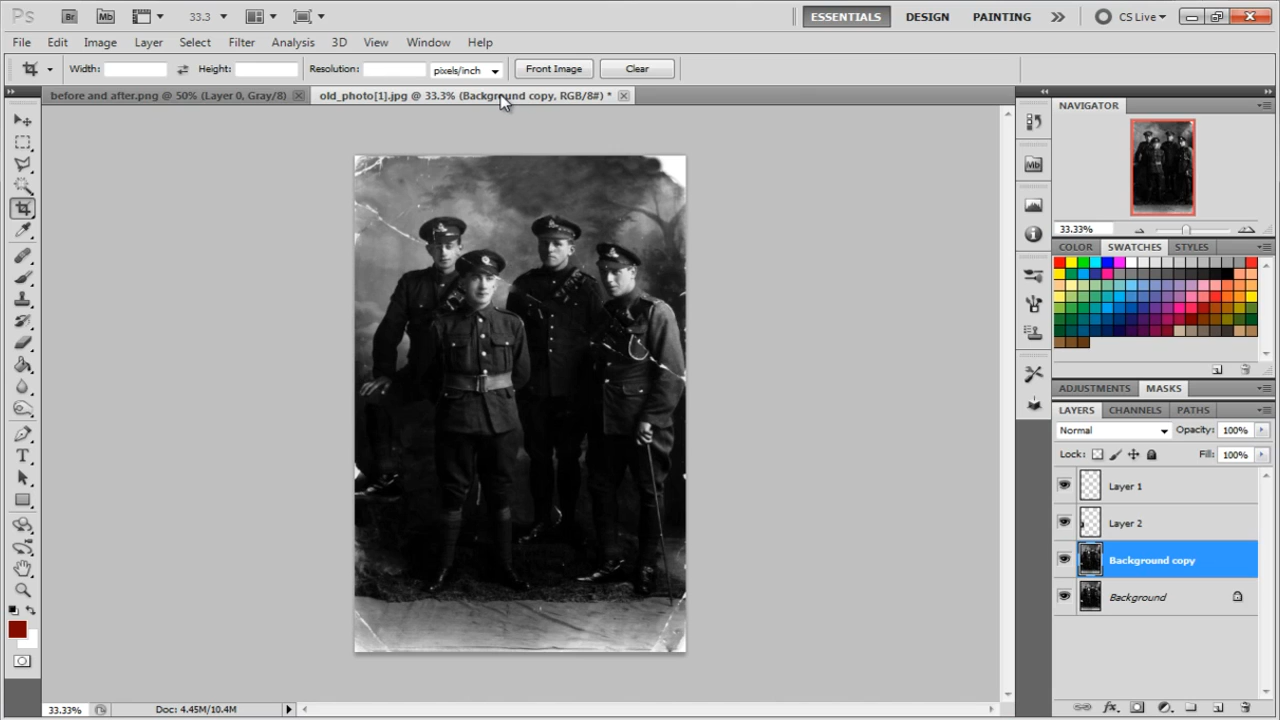 Ps Br Mb 33.3 ESSENTIALS DESIGN PAINTING CS Live
File Edit Image Layer Select Filter Analysis 3D View Window Help
Width: Height: Resolution: pixels/inch Front Image Clear
before and after.png @ 50% (Layer 0, Gray/8) old_photo[1].jpg @ 33.3% (Background copy, RGB/8#) *
NAVIGATOR
Mb
33.33%
COLOR SWATCHES STYLES
ADJUSTMENTS MASKS
LAYERS CHANNELS PATHS
Normal Opacity: 100%
Lock: Fill: 100%
Layer 1
Layer 2
Background copy
Background
33.33% Doc: 4.45M/10.4M